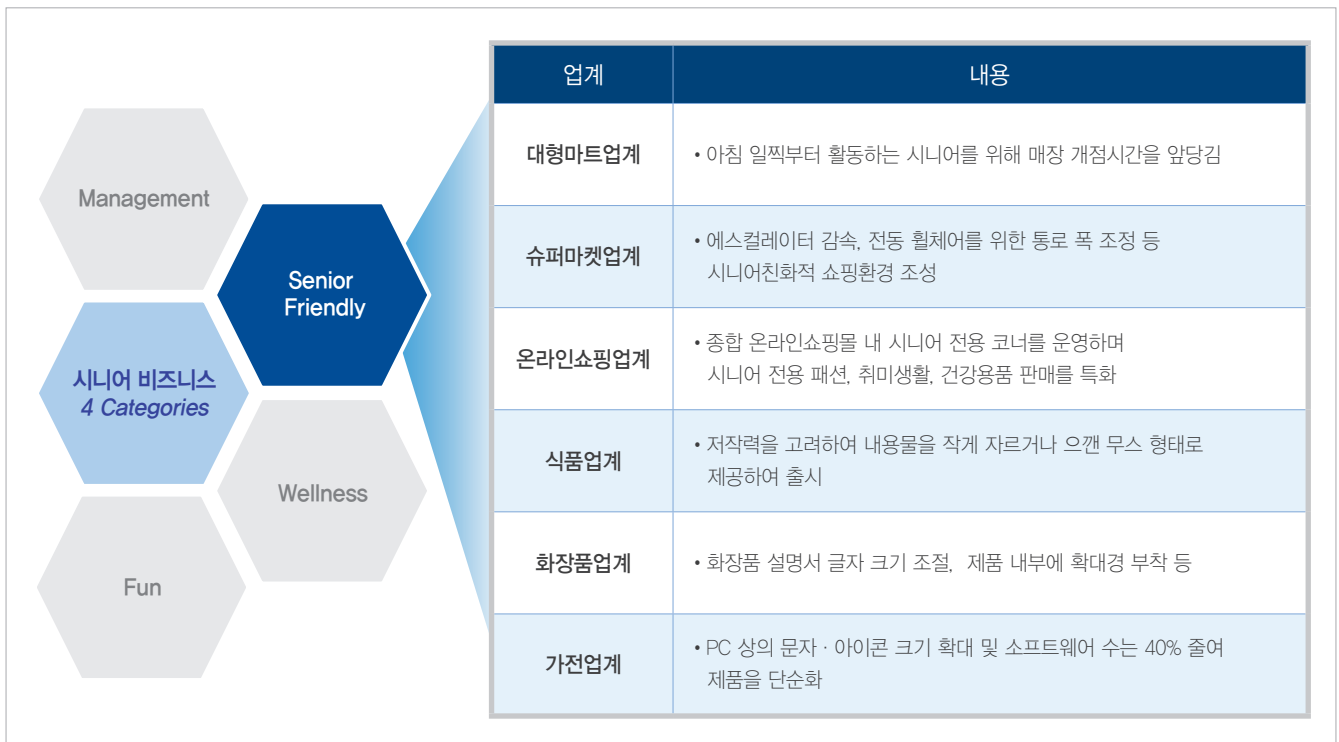 Management
Senior
Friendly
시니어 비즈니스
4 Categories
Wellness
Fun
업계
내용
대형마트업계
• 아침 일찍부터 활동하는 시니어를 위해 매장 개점시간을 앞당김
슈퍼마켓업계
• 에스컬레이터 감속, 전동 휠체어를 위한 통로 폭 조정 등
시니어친화적 쇼핑환경 조성
온라인쇼핑업계
• 종합 온라인쇼핑몰 내 시니어 전용 코너를 운영하며
시니어 전용 패션, 취미생활, 건강용품 판매를 특화
식품업계
• 저작력을 고려하여 내용물을 작게 자르거나 으깬 무스 형태로
제공하여 출시
화장품업계
• 화장품 설명서 글자 크기 조절, 제품 내부에 확대경 부착 등
가전업계
• PC 상의 문자 · 아이콘 크기 확대 및 소프트웨어 수는 40% 줄여
제품을 단순화